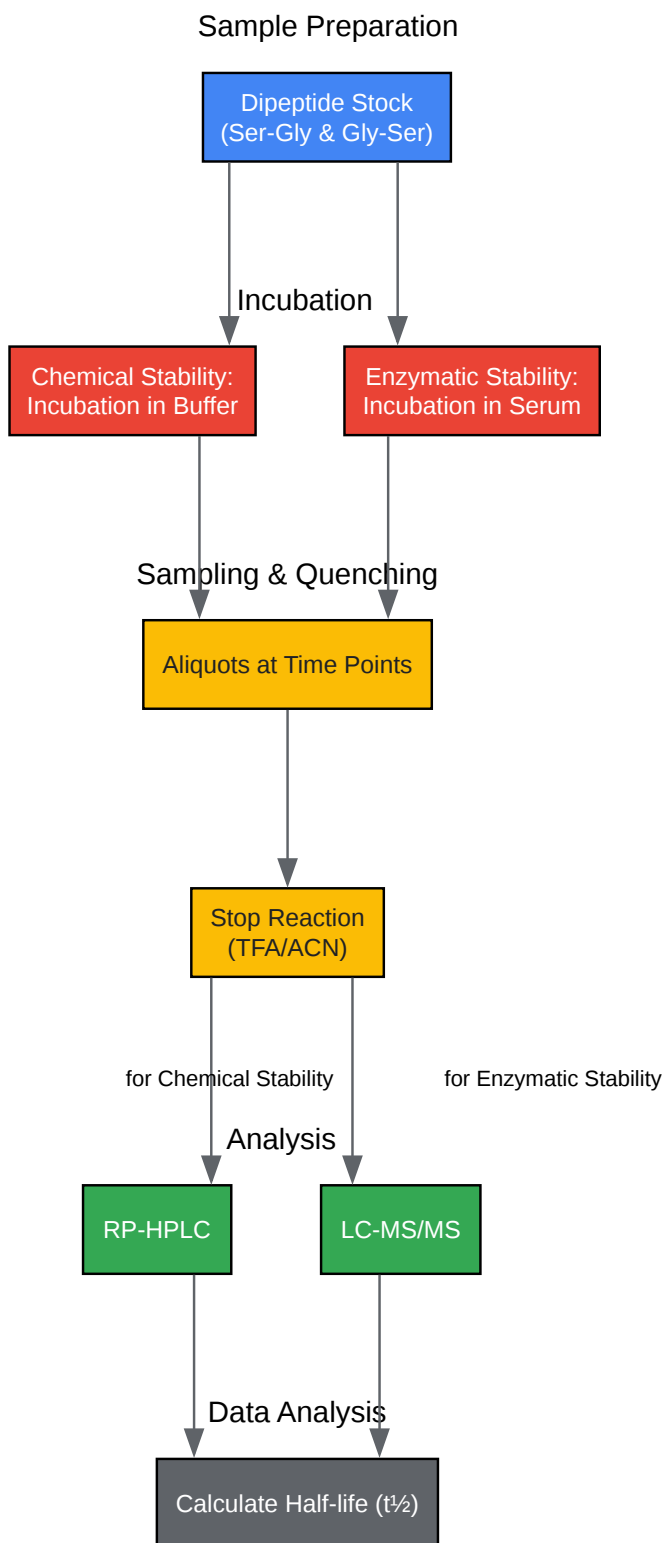 Sample Preparation
Dipeptide Stock
(Ser-Gly & Gly-Ser)
Incubation
Chemical Stability:
Incubation in Buffer
Enzymatic Stability:
Incubation in Serum
Sampling & Quenching
Aliquots at Time Points
Stop Reaction
(TFA/ACN)
for Chemical Stability
for Enzymatic Stability
Analysis
RP-HPLC
LC-MS/MS
Data Analysis
Calculate Half-life (t½)